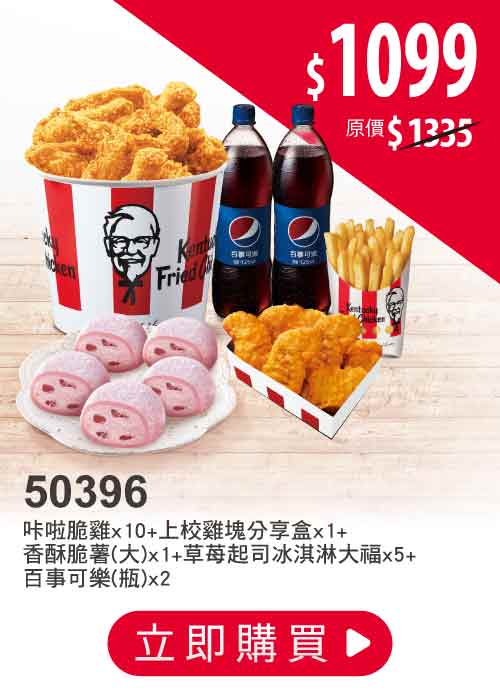 $1099
原價$1335
Kentucky
Fried Chicken
百事可樂
百事可樂
Kentucky
Fried Chicken
50396
咔啦脆雞x10+上校雞塊分享盒x1+
香酥脆薯(大)x1+草莓起司冰淇淋大福x5+
百事可樂(瓶)x2
立即購買